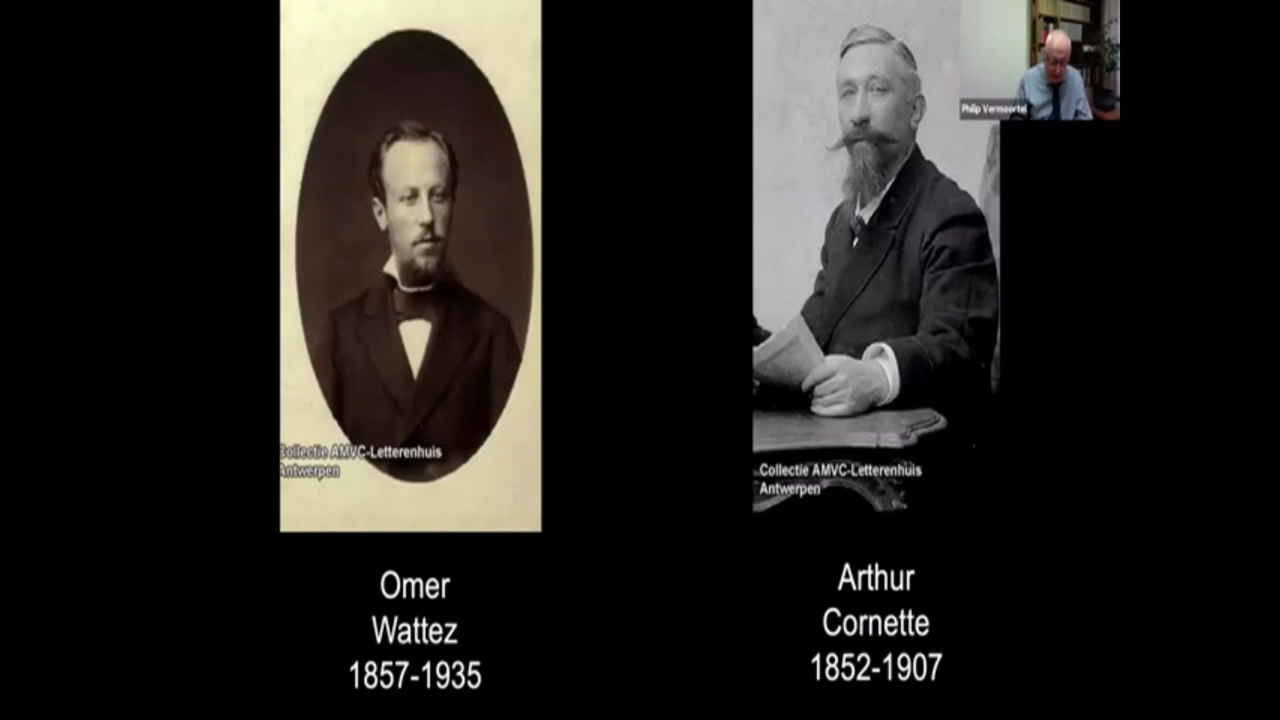 Philip Vermoortel
Collectie AMVC-Letterenhuis
Antwerpen
Collectie AMVC-Letterenhuis
Antwerpen
Omer
Wattez
1857-1935
Arthur
Cornette
1852-1907